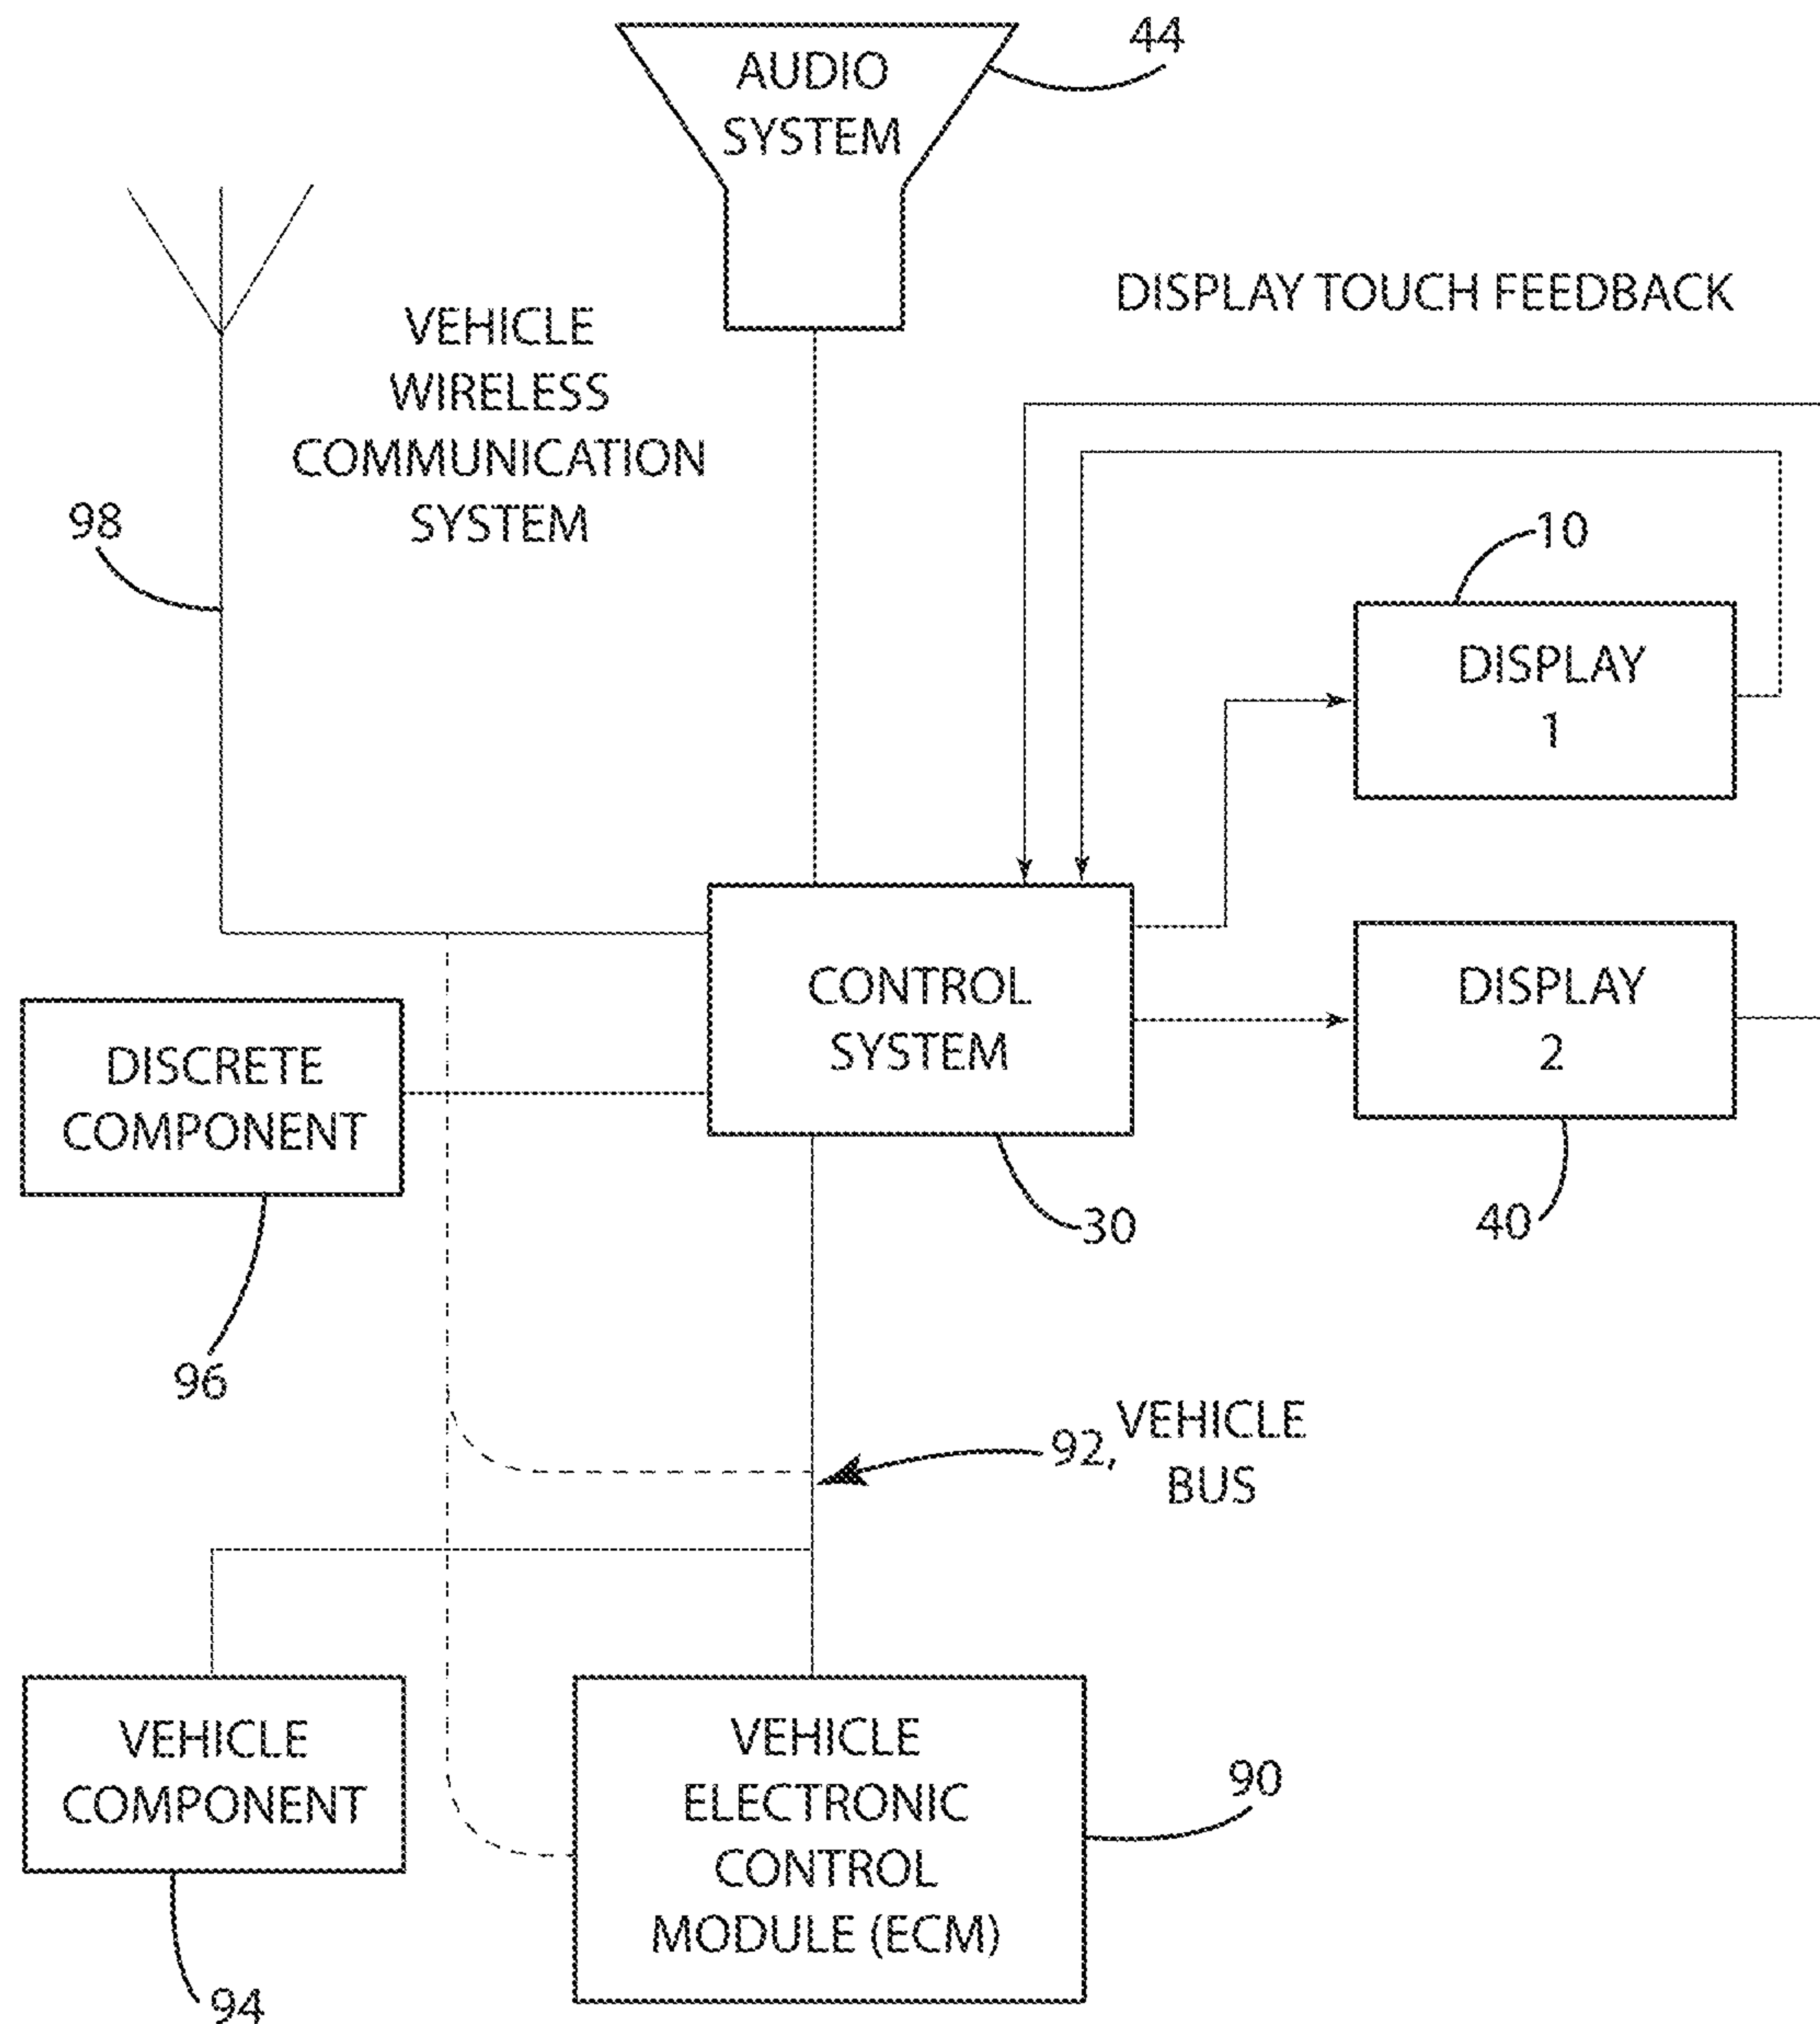 44
AUDIO
SYSTEM
DISPLAY TOUCH FEEDBACK
VEHICLE
WIRELESS
COMMUNICATION
SYSTEM
98
10
DISPLAY
1
CONTROL
SYSTEM
DISPLAY
2
DISCRETE
COMPONENT
30
40
96
92, VEHICLE
BUS
VEHICLE
COMPONENT
VEHICLE
ELECTRONIC
CONTROL
MODULE (ECM)
90
94